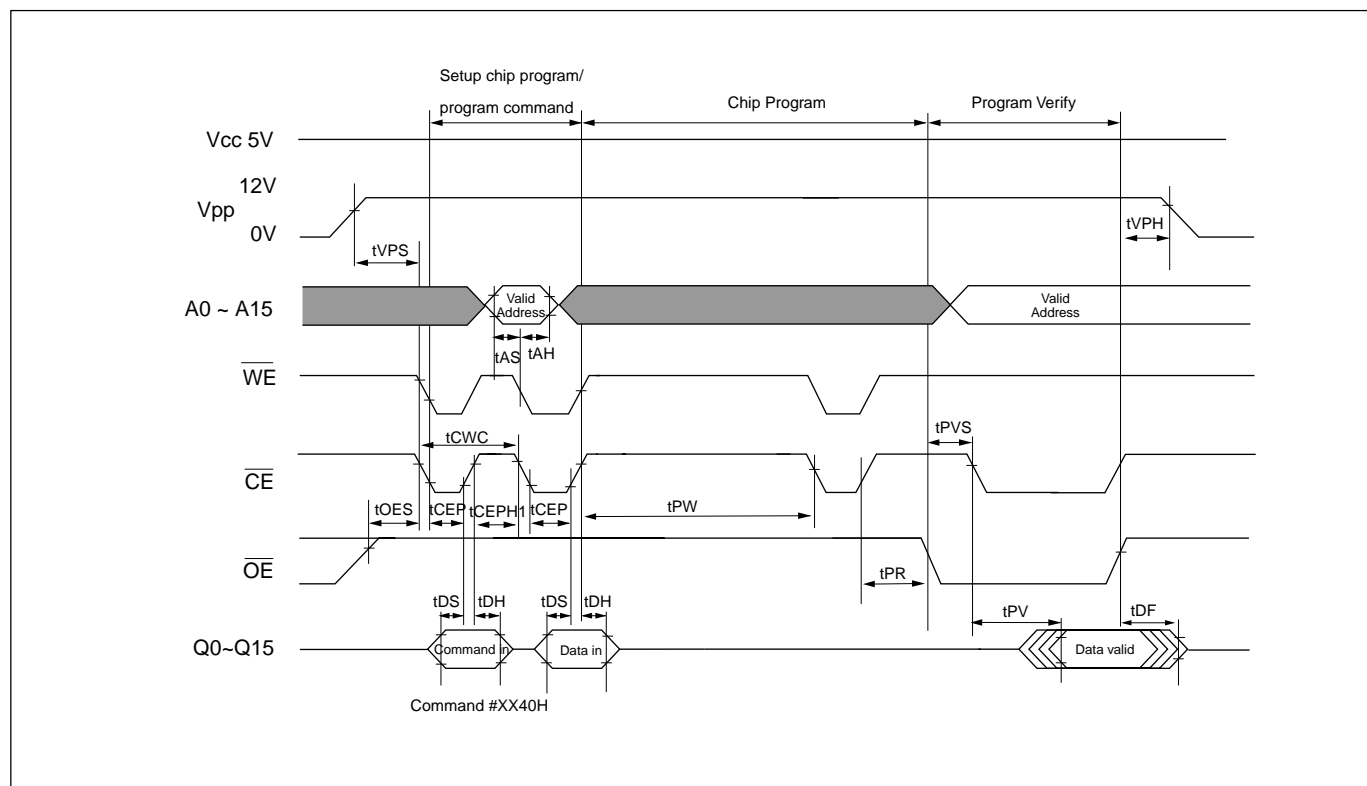 Setup chip program/
program command
Chip Program
Program Verify
Vcc 5V
12V
Vpp
0V
tVPS
tVPH
A0 ~ A15
Valid
Address
Valid
Address
tAS
tAH
WE
tCWC
tPVS
CE
tOES
tCEP
tCEPH1
tCEP
tPW
OE
tPR
tDS
tDH
tDS
tDH
tPV
tDF
Q0~Q15
Command in
Data in
Data valid
Command #XX40H